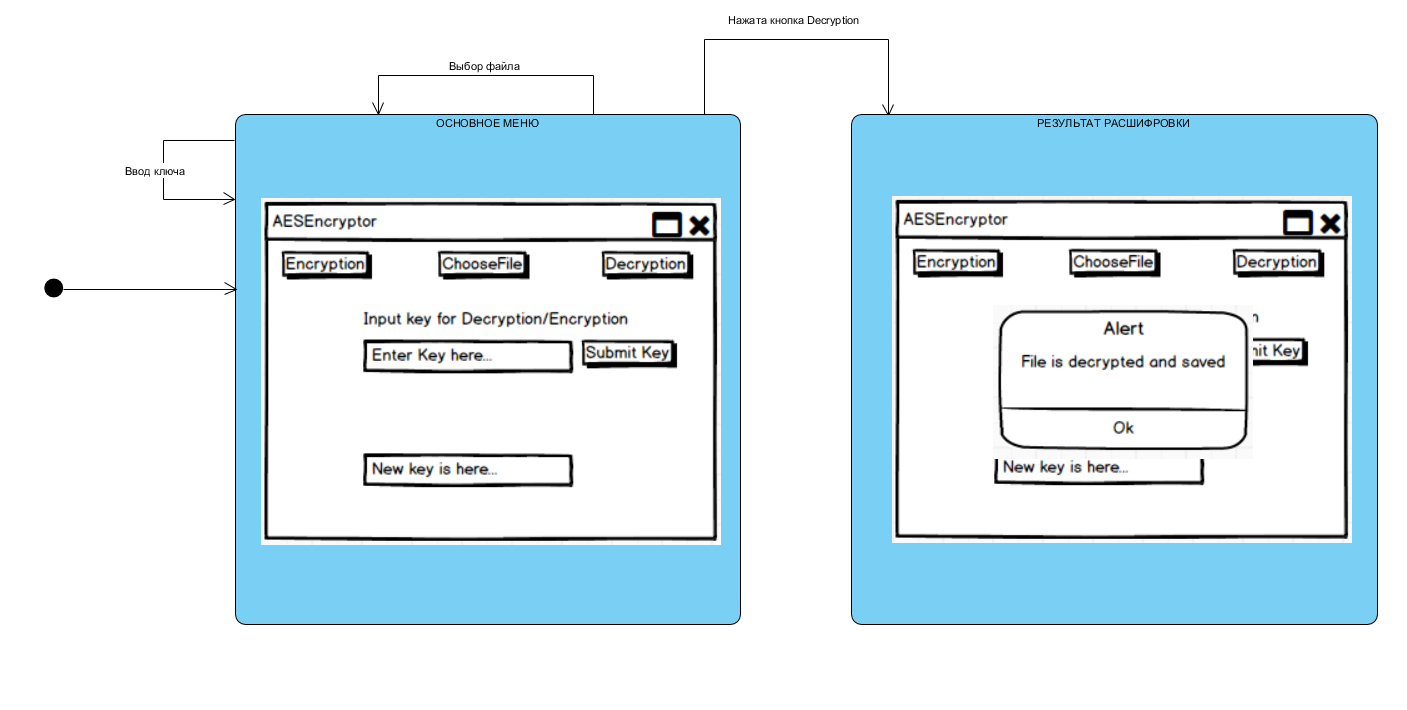 Нажата кнопка Decryption
Выбор файла
ОСНОВНОЕ МЕНЮ
Ввод ключа
AESEncryptor
Encryption
ChooseFile
Decryption
Input key for Decryption/Encryption
Enter Key here...
Submit Key
New key is here...
РЕЗУЛЬТАТ РАСШИФРОВКИ
AESEncryptor
Encryption
ChooseFile
Decryption
n
Alert
nit Key
File is decrypted and saved
Ok
New key is here...